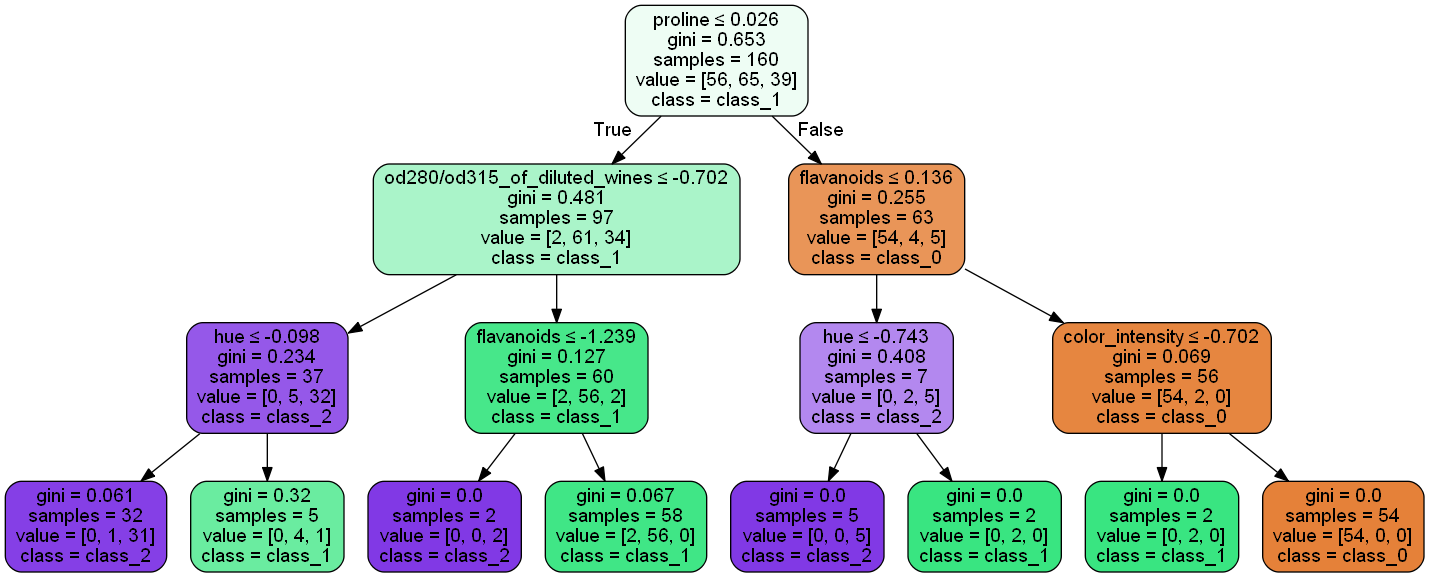 proline ≤ 0.026
gini = 0.653
samples = 160
value = [56, 65, 39]
class = class_1
True
False
od280/od315_of_diluted_wines ≤ -0.702
gini = 0.481
samples = 97
value = [2, 61, 34]
class = class_1
flavanoids ≤ 0.136
gini = 0.255
samples = 63
value = [54, 4, 5]
class = class_0
hue ≤ -0.098
gini = 0.234
samples = 37
value = [0, 5, 32]
class = class_2
flavanoids ≤ -1.239
gini = 0.127
samples = 60
value = [2, 56, 2]
class = class_1
hue ≤ -0.743
gini = 0.408
samples = 7
value = [0, 2, 5]
class = class_2
color_intensity ≤ -0.702
gini = 0.069
samples = 56
value = [54, 2, 0]
class = class_0
gini = 0.061
samples = 32
value = [0, 1, 31]
class = class_2
gini = 0.32
samples = 5
value = [0, 4, 1]
class = class_1
gini = 0.0
samples = 2
value = [0, 0, 2]
class = class_2
gini = 0.067
samples = 58
value = [2, 56, 0]
class = class_1
gini = 0.0
samples = 5
value = [0, 0, 5]
class = class_2
gini = 0.0
samples = 2
value = [0, 2, 0]
class = class_1
gini = 0.0
samples = 2
value = [0, 2, 0]
class = class_1
gini = 0.0
samples = 54
value = [54, 0, 0]
class = class_0